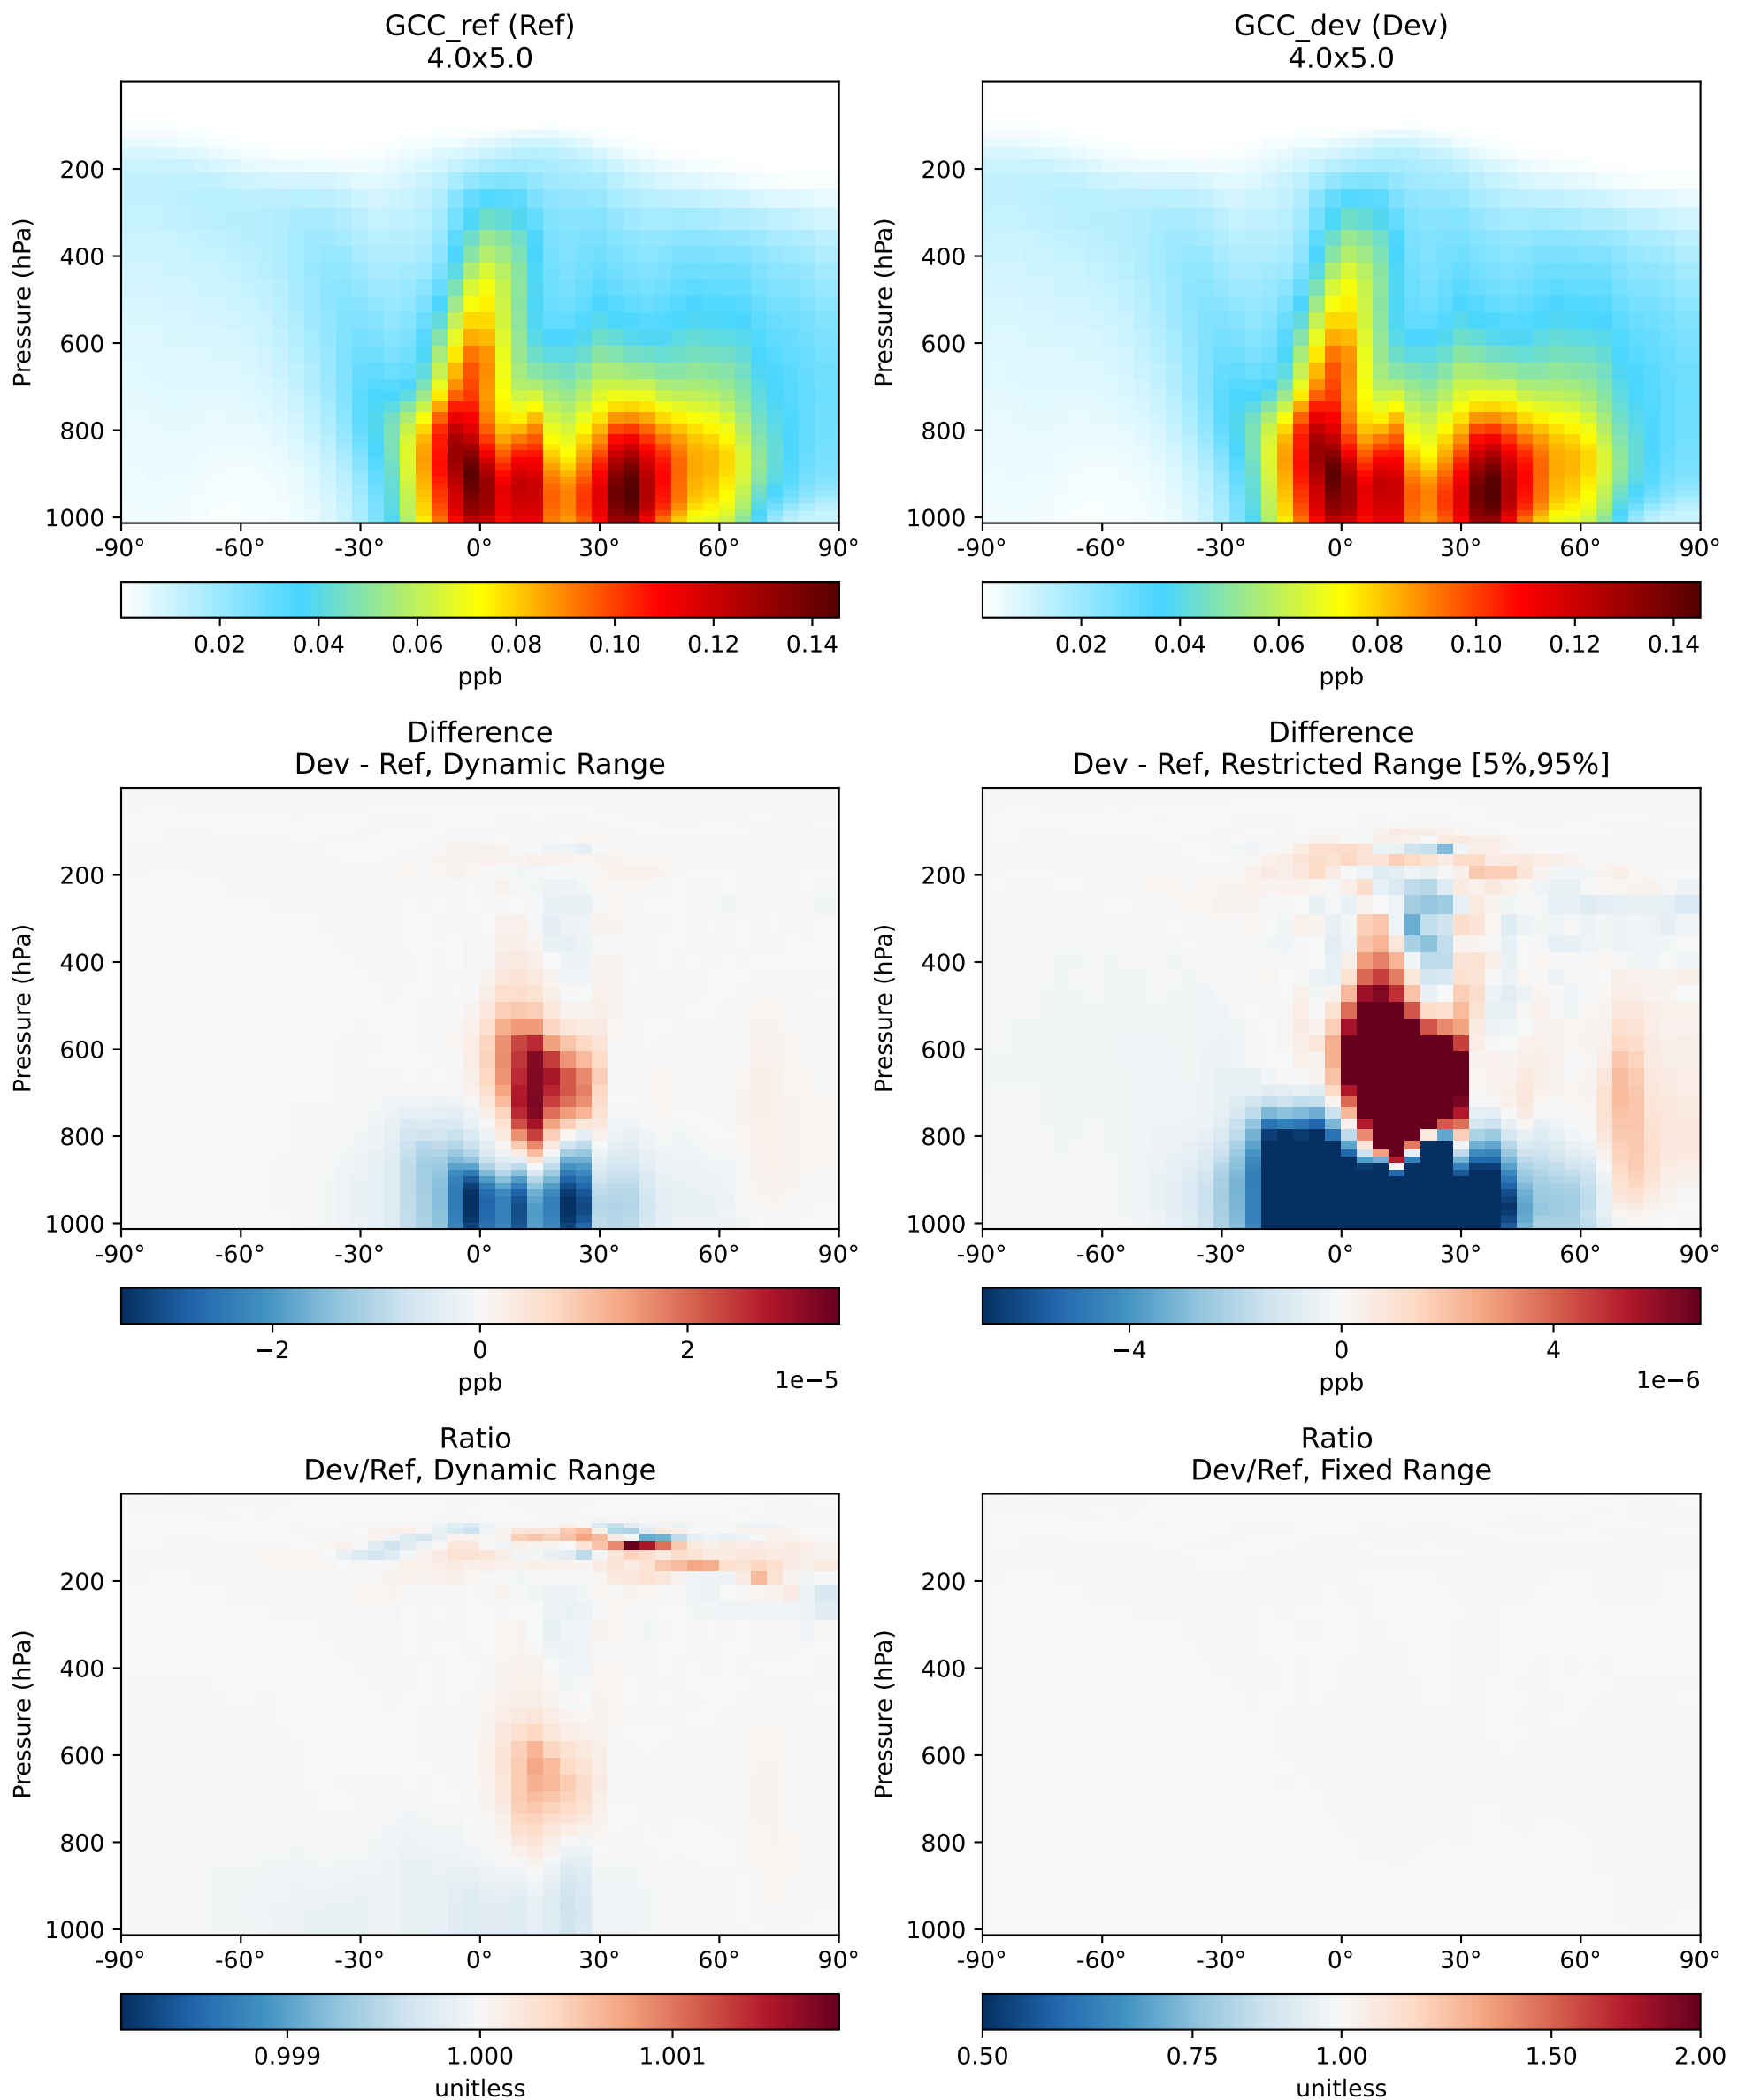 GCC_ref (Ref)
4.0x5.0
Pressure (hPa)
200
400
600
800
1000
-90° -60° -30° 0° 30° 60° 90°
0.02 0.04 0.06 0.08 0.10 0.12 0.14
ppb
GCC_dev (Dev)
4.0x5.0
Pressure (hPa)
200
400
600
800
1000
-90° -60° -30° 0° 30° 60° 90°
0.02 0.04 0.06 0.08 0.10 0.12 0.14
ppb
Difference
Dev - Ref, Dynamic Range
Pressure (hPa)
200
400
600
800
1000
-90° -60° -30° 0° 30° 60° 90°
−2 0 2
ppb
1e−5
Difference
Dev - Ref, Restricted Range [5%,95%]
Pressure (hPa)
200
400
600
800
1000
-90° -60° -30° 0° 30° 60° 90°
−4 0 4
ppb
1e−6
Ratio
Dev/Ref, Dynamic Range
Pressure (hPa)
200
400
600
800
1000
-90° -60° -30° 0° 30° 60° 90°
0.999 1.000 1.001
unitless
Ratio
Dev/Ref, Fixed Range
Pressure (hPa)
200
400
600
800
1000
-90° -60° -30° 0° 30° 60° 90°
0.50 0.75 1.00 1.50 2.00
unitless